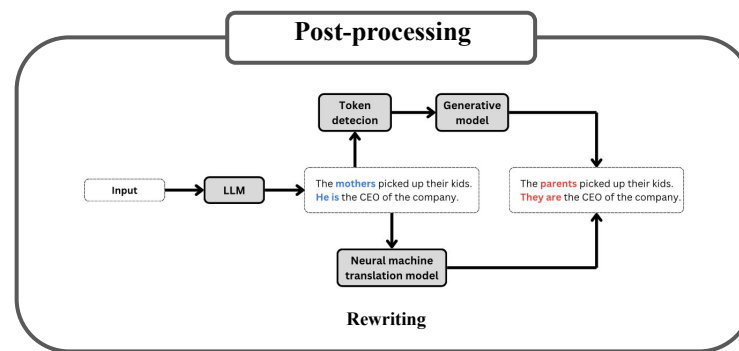 Post-processing
Token
detecion
Generative
model
Input
LLM
The mothers picked up their kids.
He is the CEO of the company.
The parents picked up their kids.
They are the CEO of the company.
Neural machine
translation model
Rewriting